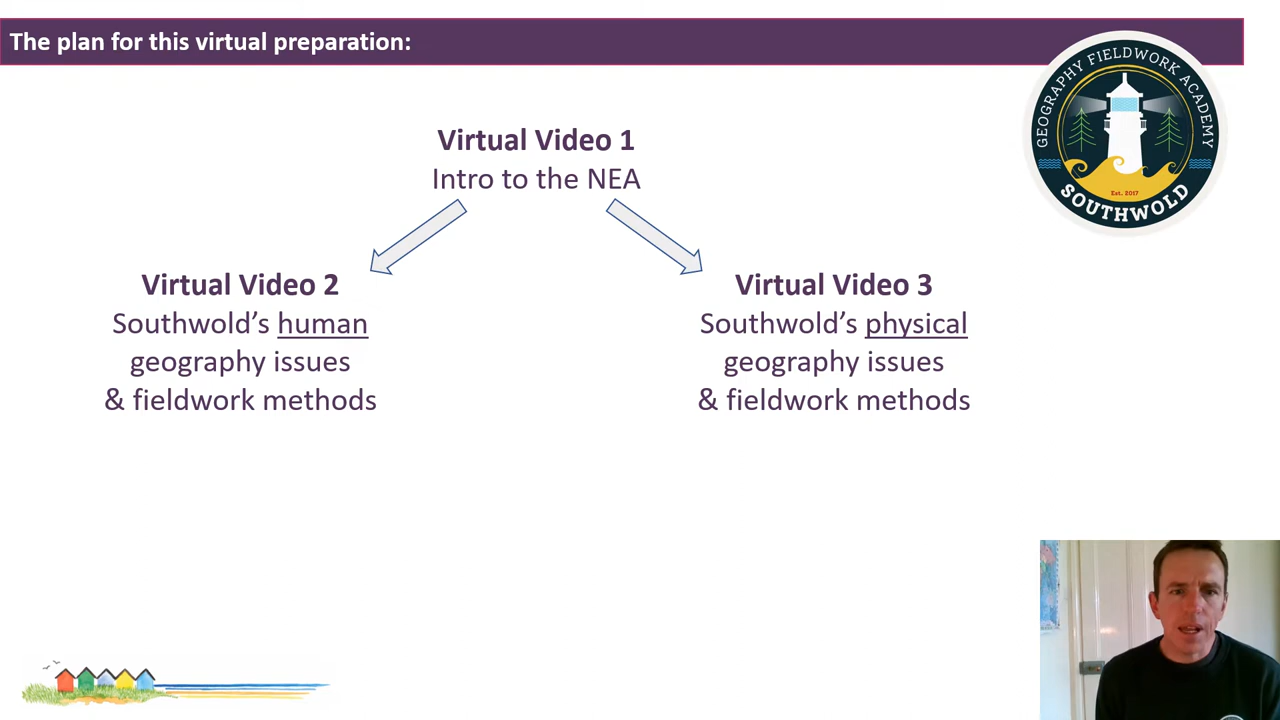 The plan for this virtual preparation:
GEOGRAPHY FIELDWORK ACADEMY
Est. 2017
SOUTHWOLD
Virtual Video 1
Intro to the NEA
Virtual Video 2
Southwold's human
geography issues
& fieldwork methods
Virtual Video 3
Southwold's physical
geography issues
& fieldwork methods